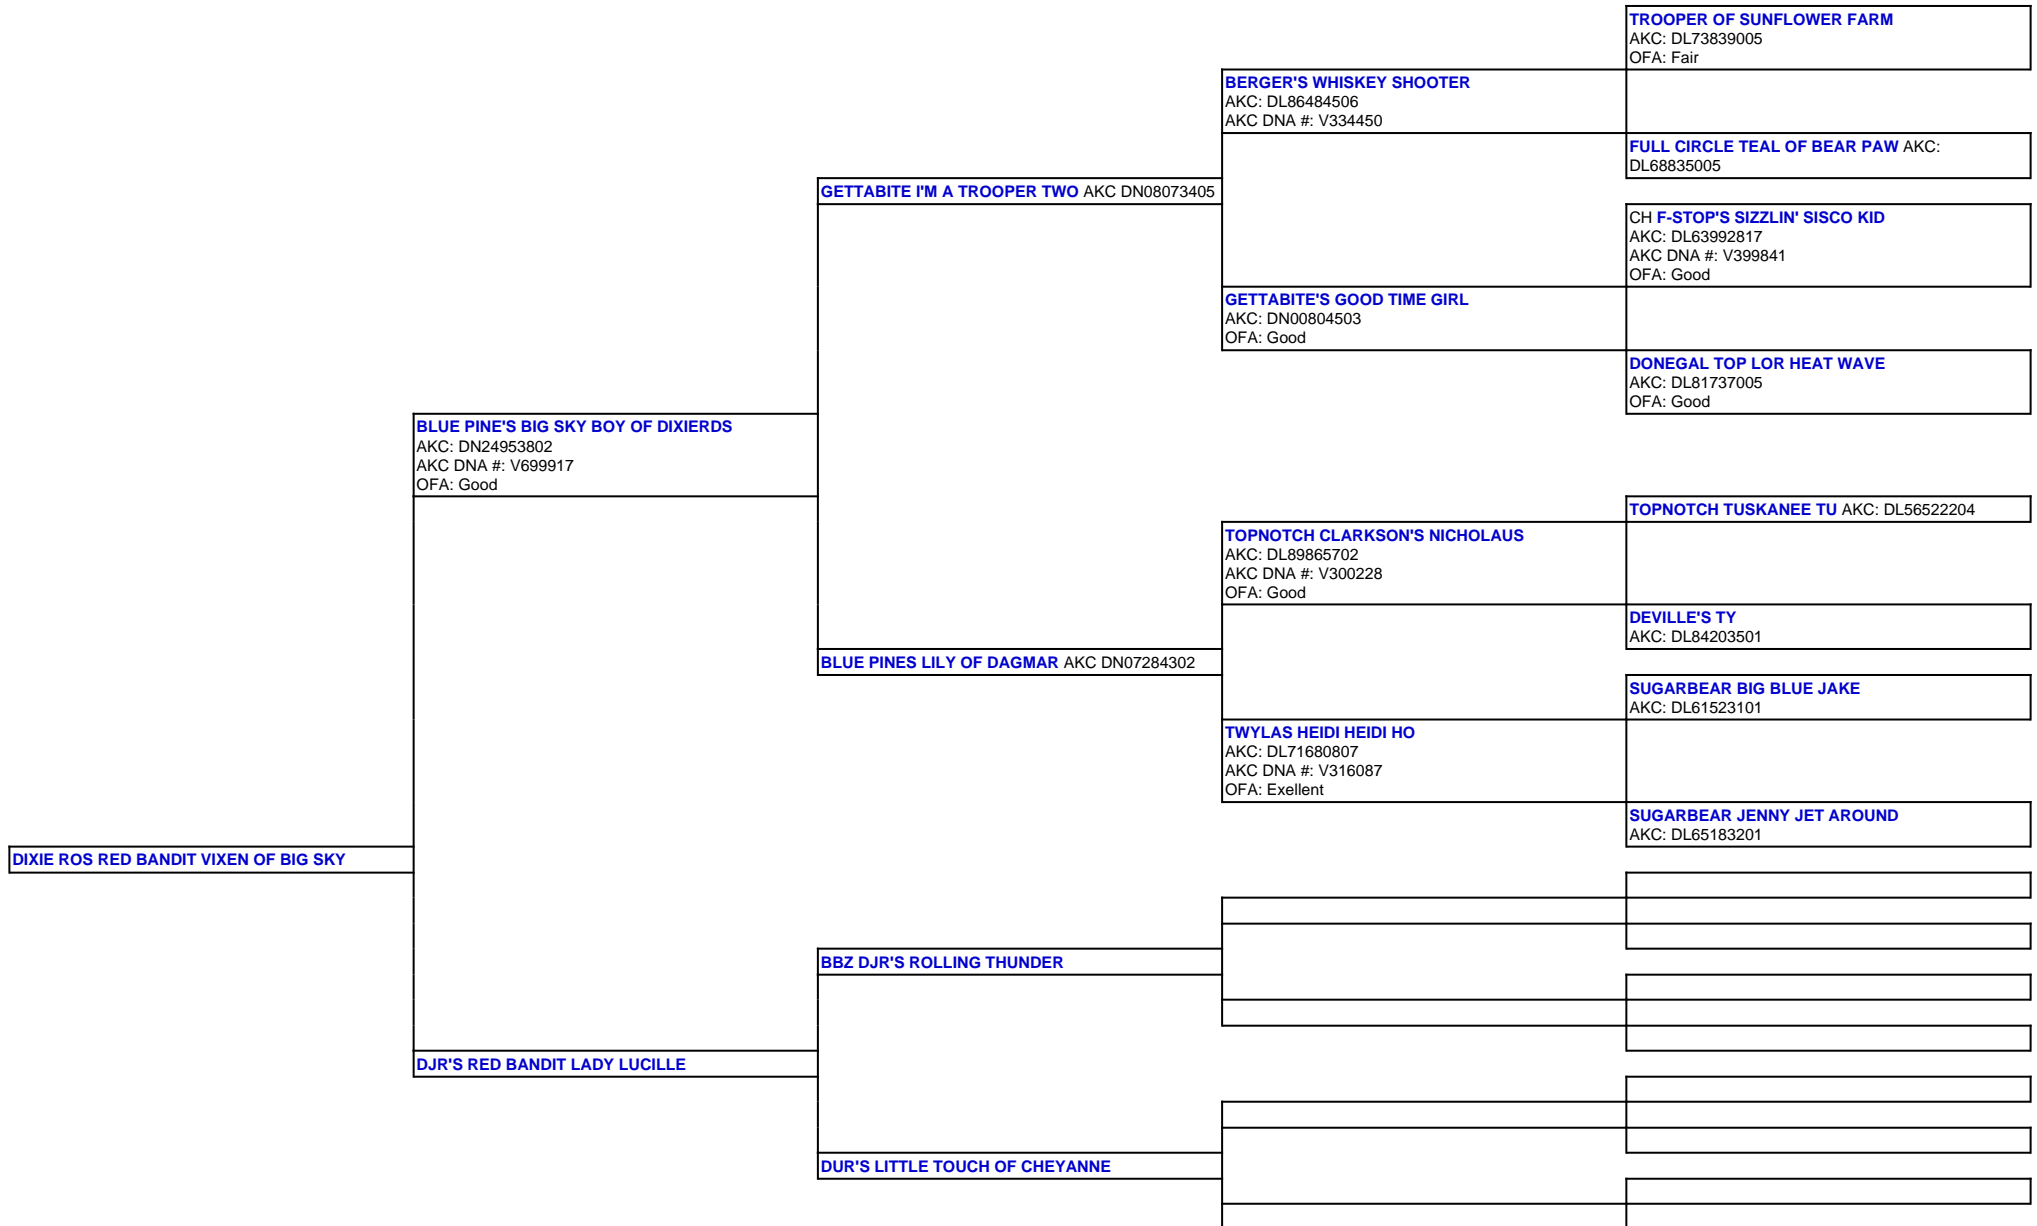 TROOPER OF SUNFLOWER FARM
AKC: DL73839005
OFA: Fair
BERGER'S WHISKEY SHOOTER
AKC: DL86484506
AKC DNA #: V334450
FULL CIRCLE TEAL OF BEAR PAW AKC:
DL68835005
GETTABITE I'M A TROOPER TWO AKC DN08073405
CH F-STOP'S SIZZLIN' SISCO KID
AKC: DL63992817
AKC DNA #: V399841
OFA: Good
GETTABITE'S GOOD TIME GIRL
AKC: DN00804503
OFA: Good
DONEGAL TOP LOR HEAT WAVE
AKC: DL81737005
OFA: Good
BLUE PINE'S BIG SKY BOY OF DIXIERDS
AKC: DN24953802
AKC DNA #: V699917
OFA: Good
TOPNOTCH TUSKANEE TU AKC: DL56522204
TOPNOTCH CLARKSON'S NICHOLAUS
AKC: DL89865702
AKC DNA #: V300228
OFA: Good
DEVILLE'S TY
AKC: DL84203501
BLUE PINES LILY OF DAGMAR AKC DN07284302
SUGARBEAR BIG BLUE JAKE
AKC: DL61523101
TWYLAS HEIDI HEIDI HO
AKC: DL71680807
AKC DNA #: V316087
OFA: Exellent
SUGARBEAR JENNY JET AROUND
AKC: DL65183201
DIXIE ROS RED BANDIT VIXEN OF BIG SKY
BBZ DJR'S ROLLING THUNDER
DJR'S RED BANDIT LADY LUCILLE
DUR'S LITTLE TOUCH OF CHEYANNE